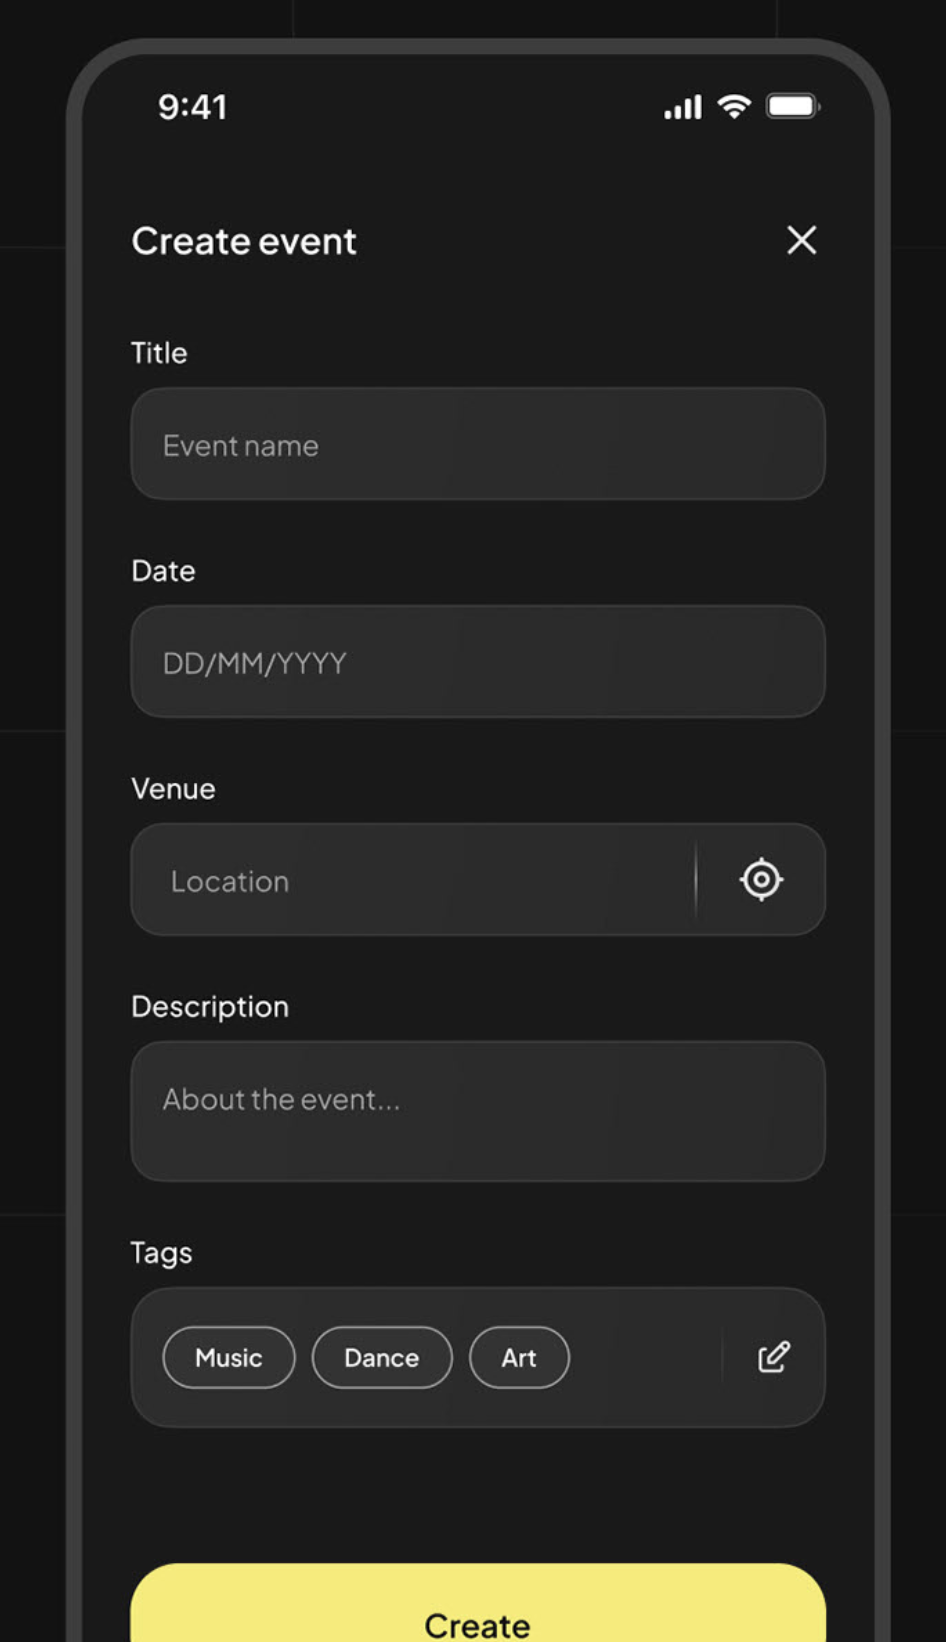 9:41
Create event
Title
Event name
Date
DD/MM/YYYY
Venue
Location
Description
About the event...
Tags
Music Dance Art
Create